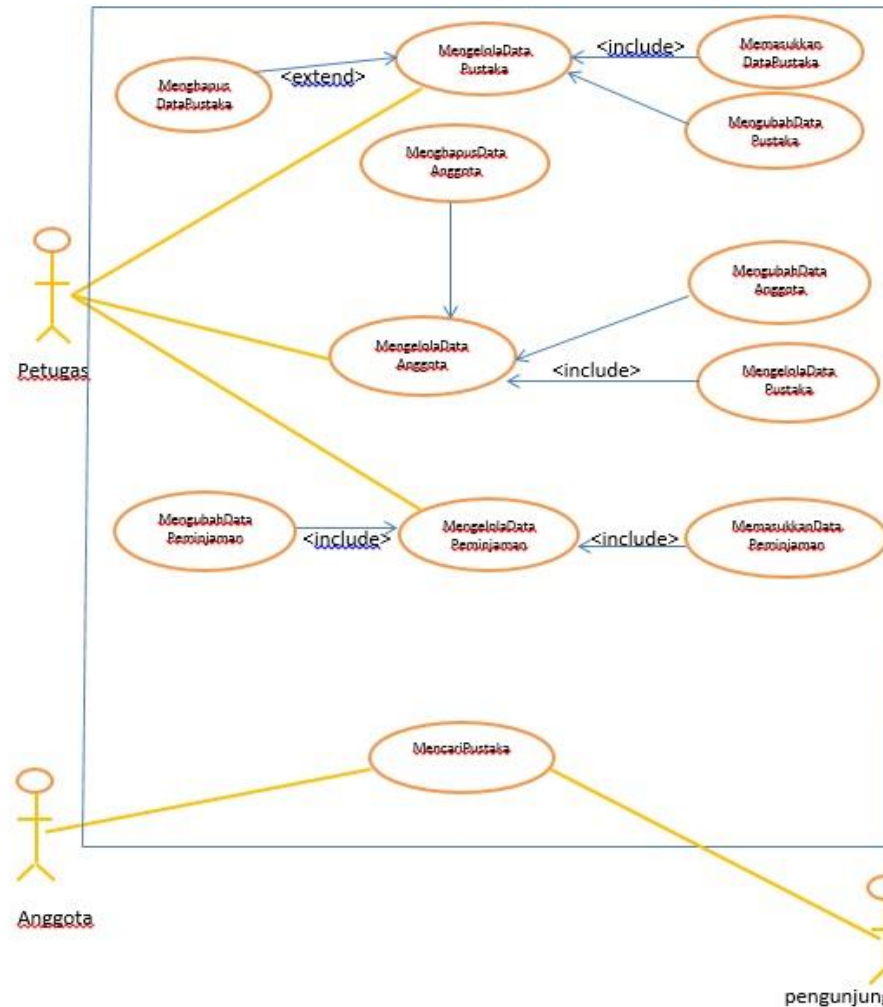 MengelolaData
Pustaka
<include>
Memasukkan
DataPustaka
<extend>
Menghapus
DataPustaka
MengubahData
Pustaka
MenghapusData
Anggota
MengubahData
Anggota
Petugas
MengelolaData
Anggota
<include>
MengelolaData
Pustaka
MengubahData
Peminjaman
<include>
MengelolaData
Peminjaman
<include>
MemasukkanData
Peminjaman
MencariPustaka
Anggota
pengunjung